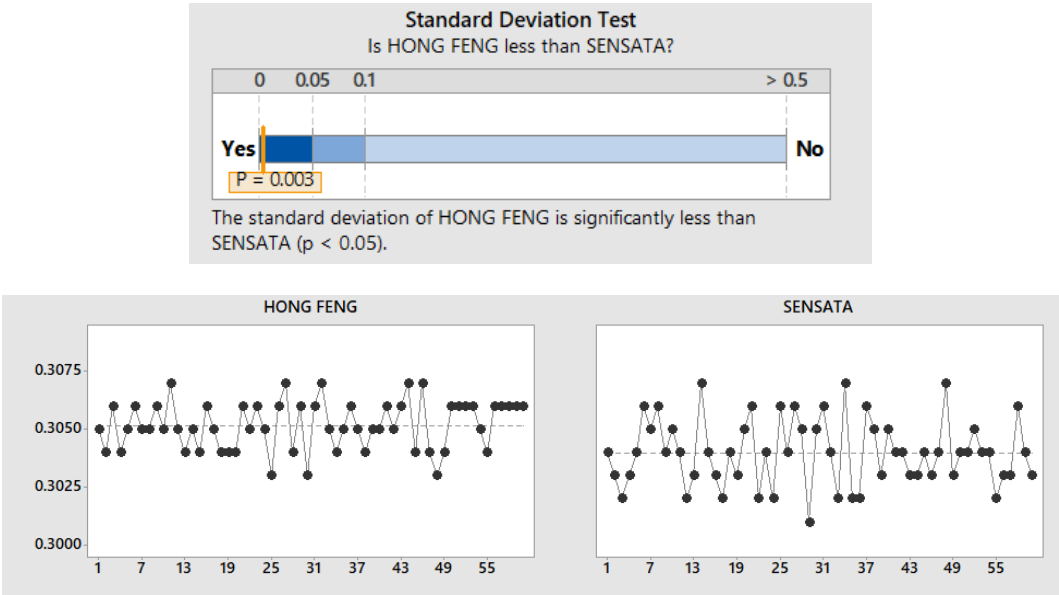 Standard Deviation Test
Is HONG FENG less than SENSATA?
0 0.05 0.1 > 0.5
Yes No
P = 0.003
The standard deviation of HONG FENG is significantly less than
SENSATA (p < 0.05).
HONG FENG SENSATA
0.3075
0.3050
0.3025
0.3000
1 7 13 19 25 31 37 43 49 55 1 7 13 19 25 31 37 43 49 55